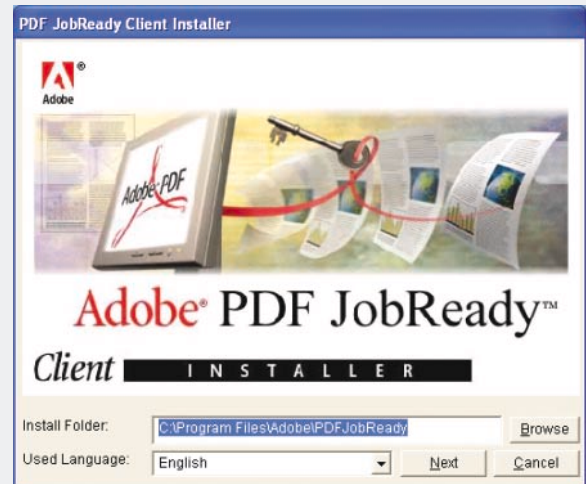 PDF JobReady Client Installer
®
Adobe
Adobe PDF
Adobe® PDF JobReady™
Client INSTALLER
Install Folder: C:\Program Files\Adobe\PDFJobReady Browse
Used Language: English Next Cancel